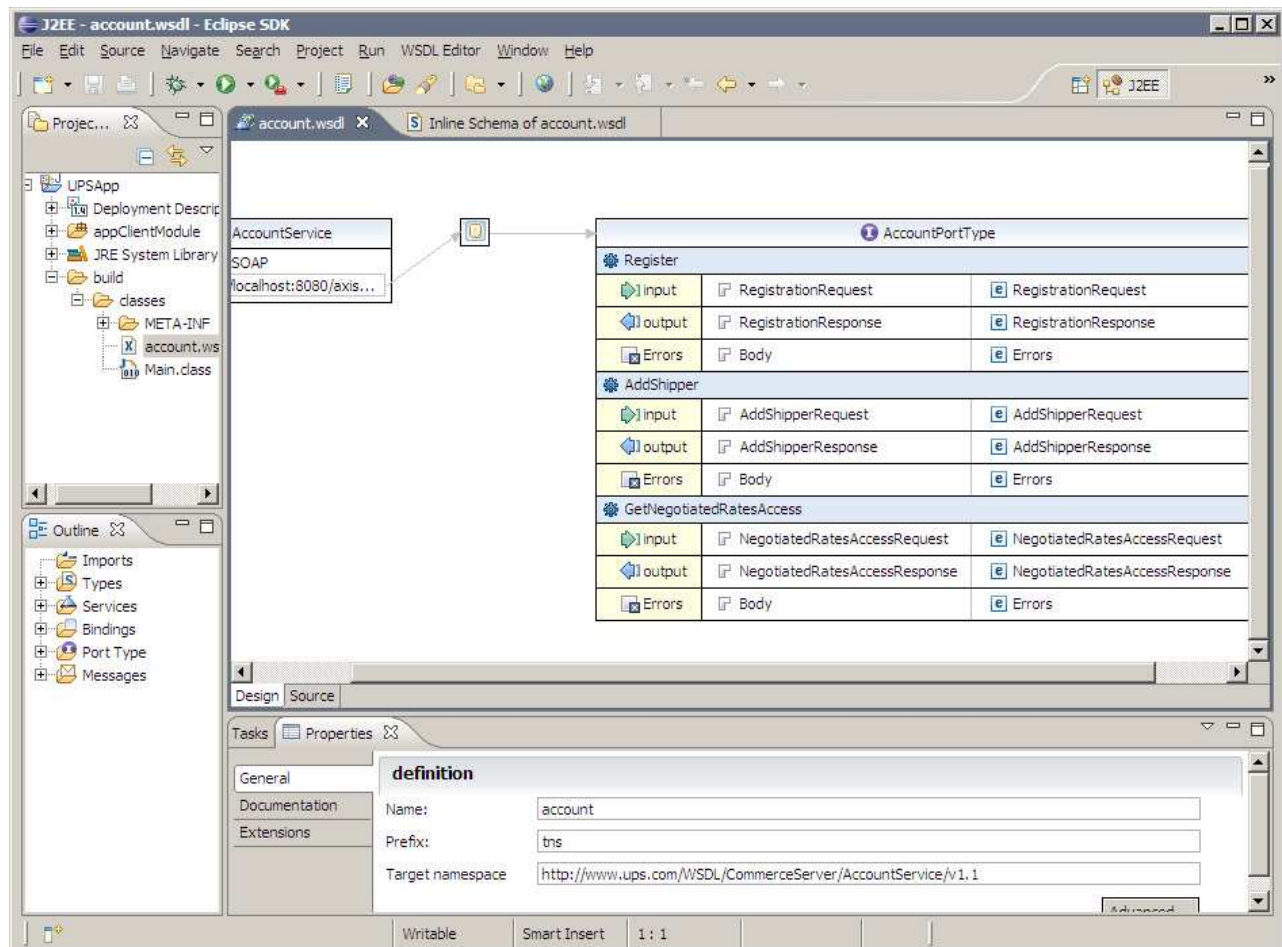 J2EE - account.wsdl - Eclipse SDK
File Edit Source Navigate Search Project Run WSDL Editor Window Help
J2EE
»
Projec...
UPSApp
Deployment Descrip
appClientModule
JRE System Library
build
classes
META-INF
account.ws
Main.class
Outline
Imports
Types
Services
Bindings
Port Type
Messages
account.wsdl
Inline Schema of account.wsdl
AccountService
SOAP
/localhost:8080/axis...
AccountPortType
Register
input RegistrationRequest RegistrationRequest
output RegistrationResponse RegistrationResponse
Errors Body Errors
AddShipper
input AddShipperRequest AddShipperRequest
output AddShipperResponse AddShipperResponse
Errors Body Errors
GetNegotiatedRatesAccess
input NegotiatedRatesAccessRequest NegotiatedRatesAccessRequest
output NegotiatedRatesAccessResponse NegotiatedRatesAccessResponse
Errors Body Errors
Design Source
Tasks Properties
General
Documentation
Extensions
definition
Name: account
Prefix: tns
Target namespace http://www.ups.com/WSDL/CommerceServer/AccountService/v1.1
Advanced...
Writable Smart Insert 1 : 1